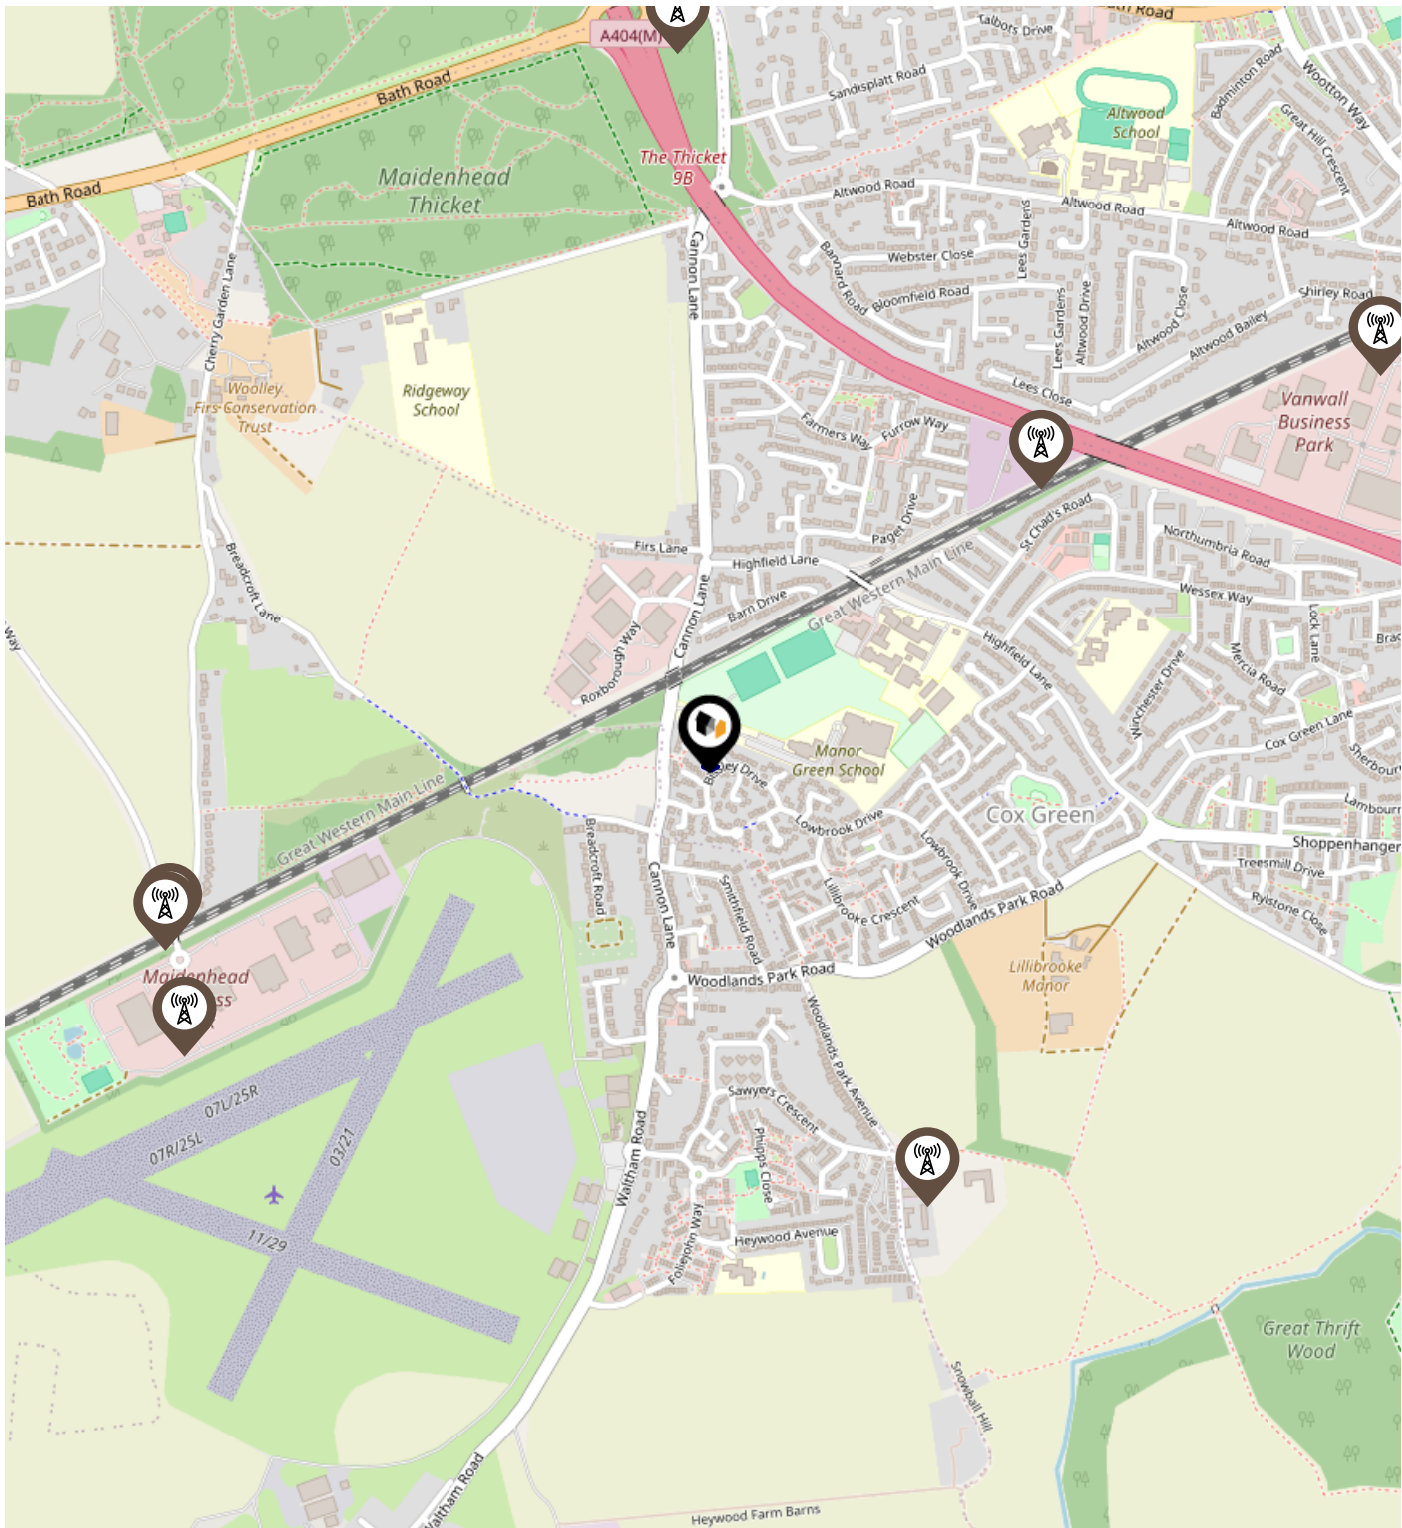 Bath Road
Talbots Drive
A404(M)
Bath Road
Sandisplatt Road
Badminton Road
Wootton Way
Altwood
School
Great Hill Crescent
The Thicket
9B
Maidenhead
Thicket
Bath Road
Altwood Road
Altwood Road
Altwood Road
Cannon Lane
Lees Gardens
Webster Close
Bannard Road
Bloomfield Road
Cherry Garden Lane
Shirley Road
Lees Gardens
Altwood Drive
Altwood Close
Altwood Bailey
Woolley
Firs Conservation
Trust
Ridgeway
School
Lees Close
Vanwall
Business
Park
Farmers Way
Furrow Way
Paget Drive
St Chad's Road
Northumbria Road
Firs Lane
Highfield Lane
Great Western Main Line
Breadcroft Lane
Barn Drive
Cannon Lane
Wessex Way
Lock Lane
Way
Roxborough Way
Highfield Lane
Mercia Road
Winchester Drive
Cox Green Lane
Manor
Green School
Cox Green
Great Western Main Line
Lowbrook Drive
Lowbrook Drive
Shoppenhanger
Treesmill Drive
Rylstone Close
Breadcroft Road
Cannon Lane
Smithfield Road
Lillibrooke Crescent
Woodlands Park Road
Woodlands Park Road
Maidenhead
Lillibrooke
Manor
Woodlands Park Avenue
07L/25R
07R/25L
03/21
11/29
Sawyers Crescent
Phipps Close
Waltham Road
Heywood Avenue
Foliejohn Way
Great Thrift
Wood
Snowball Hill
Waltham Road
Heywood Farm Barns